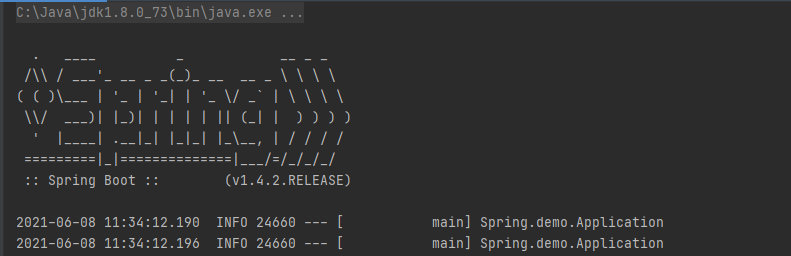 C:\Java\jdk1.8.0_73\bin\java.exe ...
  .   ____          _            __ _ _
 /\\ / ___'_ __ _ _(_)_ __  __ _ \ \ \ \
( ( )\___ | '_ | '_| | '_ \/ _` | \ \ \ \
 \\/  ___)| |_)| | | | | || (_| |  ) ) ) )
  '  |____| .__|_| |_|_| |_\__, | / / / /
 =========|_|==============|___/=/_/_/_/
 :: Spring Boot ::        (v1.4.2.RELEASE)
2021-06-08 11:34:12.190  INFO 24660 --- [           main] Spring.demo.Application
2021-06-08 11:34:12.196  INFO 24660 --- [           main] Spring.demo.Application